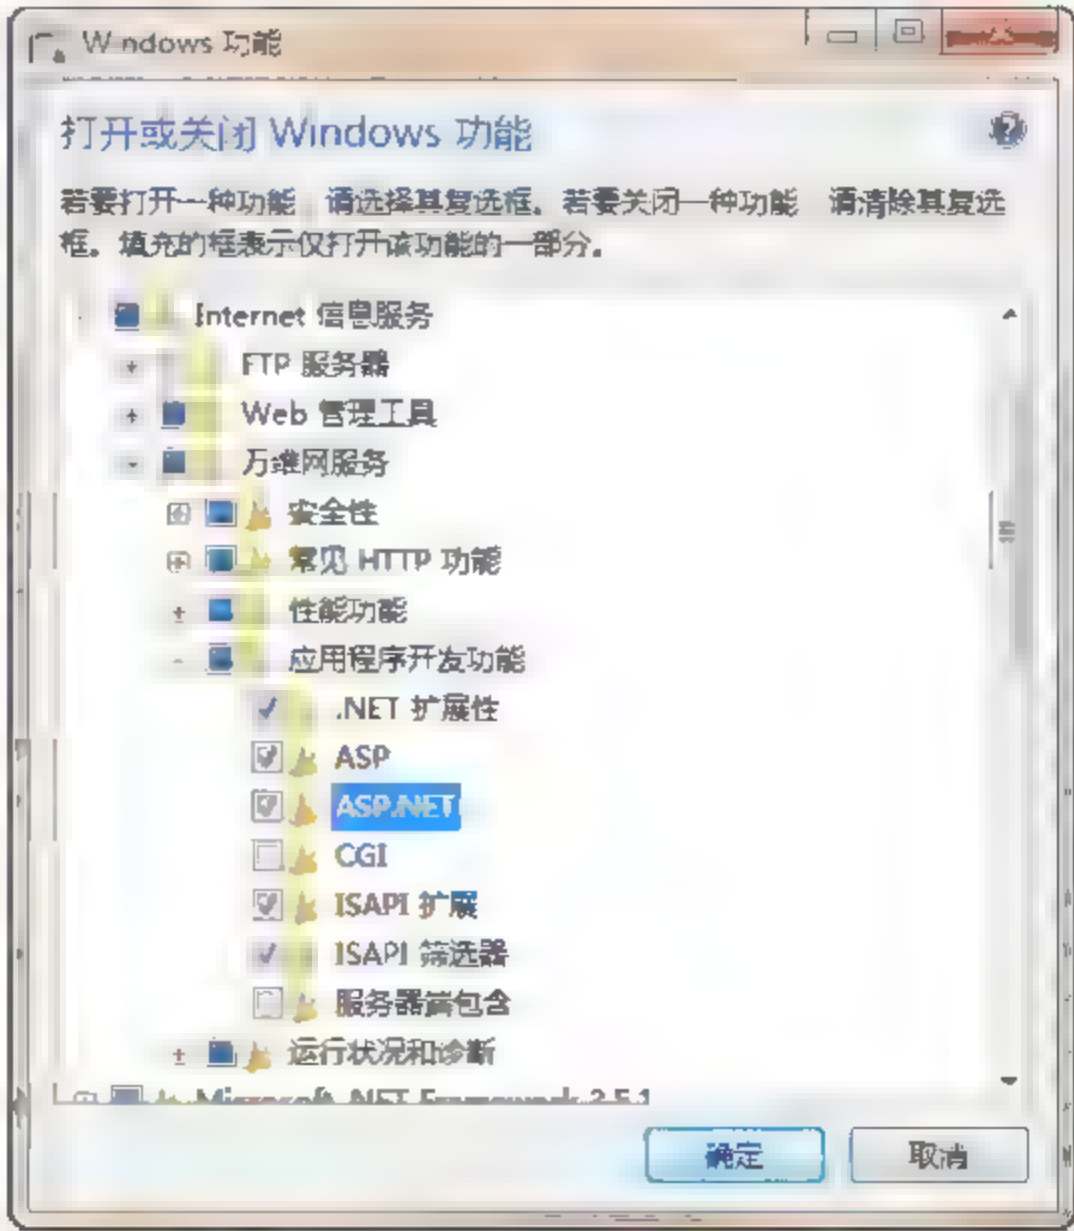 Windows 功能
打开或关闭 Windows 功能
若要打开一种功能，请选择其复选框。若要关闭一种功能，请清除其复选
框。填充的框表示仅打开该功能的一部分。
Internet 信息服务
FTP 服务器
Web 管理工具
万维网服务
安全性
常见 HTTP 功能
性能功能
应用程序开发功能
.NET 扩展性
ASP
ASP.NET
CGI
ISAPI 扩展
ISAPI 筛选器
服务器端包含
运行状况和诊断
Microsoft .NET Framework 3.5.1
确定
取消